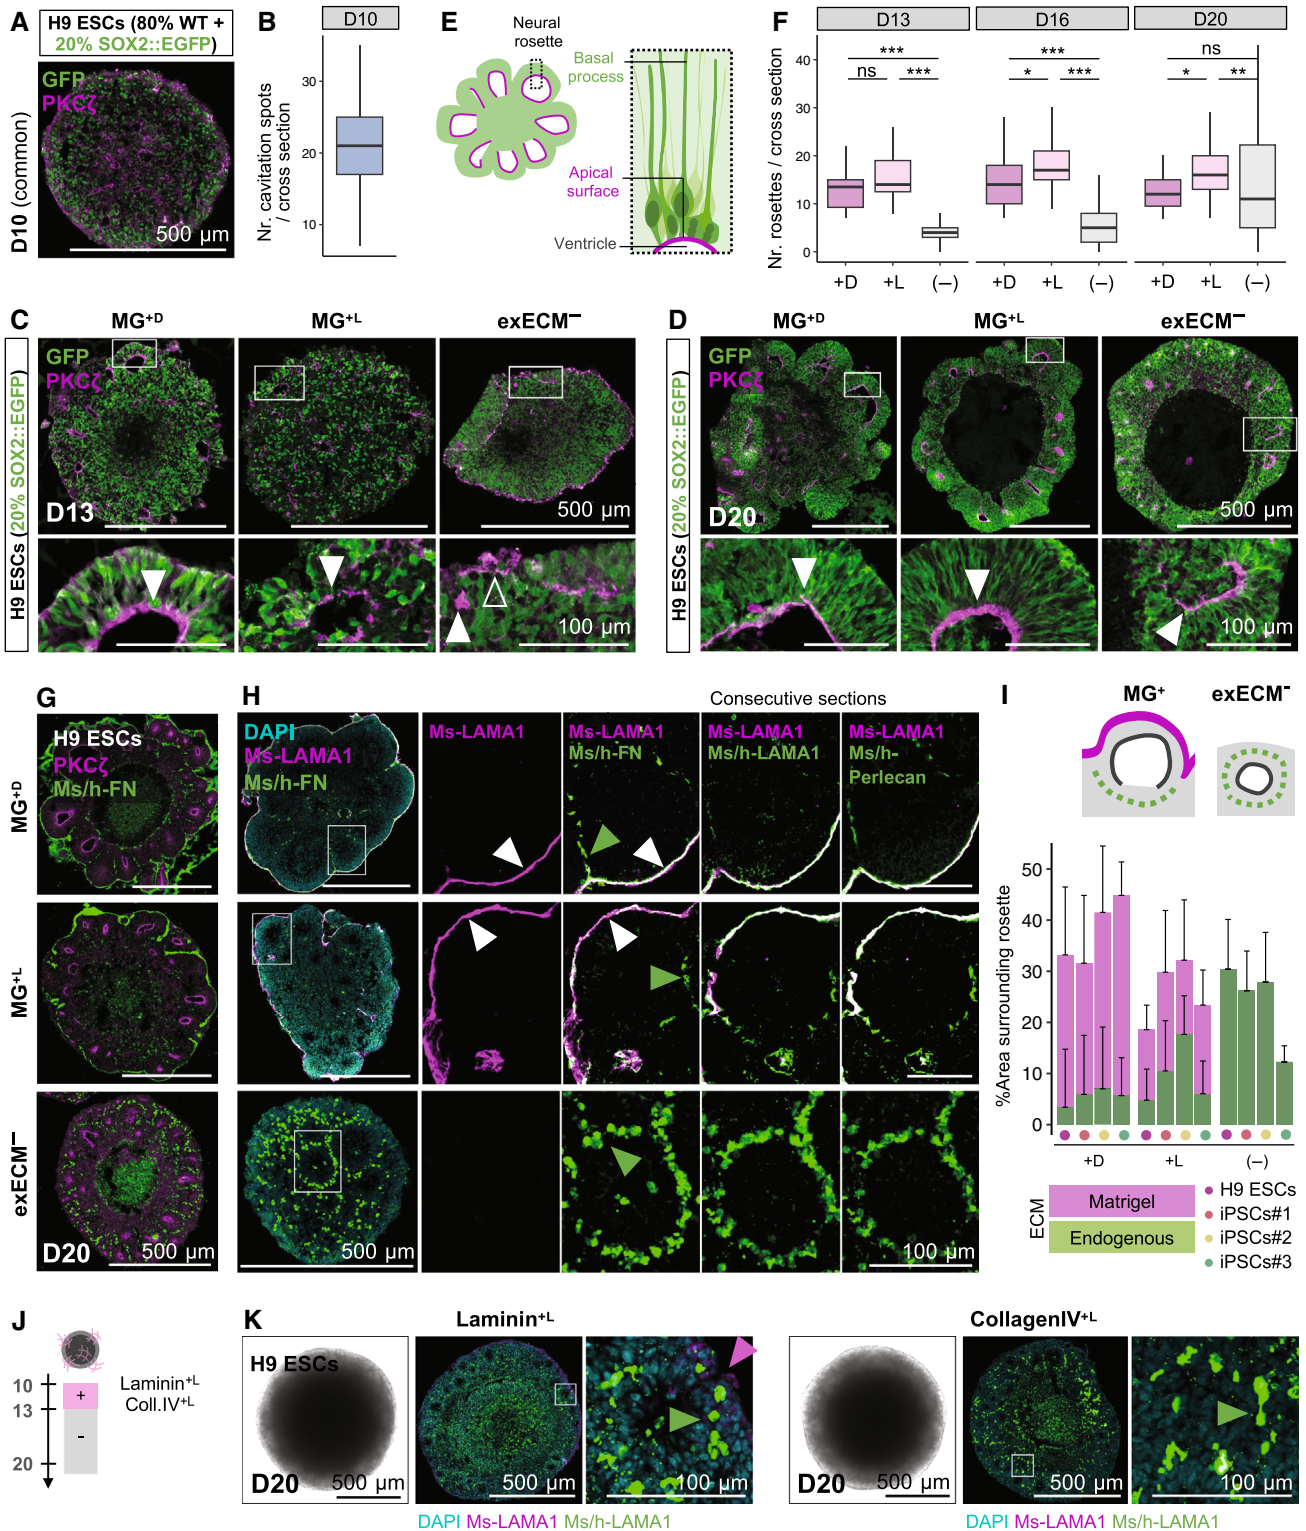 A
H9 ESCs (80% WT +
20% SOX2::EGFP)
GFP
PKCζ
500 µm
D10 (common)
B
D10
30
20
10
Nr. cavitation spots
/ cross section
E
Neural
rosette
Basal
process
Apical
surface
Ventricle
F
D13
D16
D20
***
ns
***
***
*
***
ns
*
**
40
30
20
10
0
Nr. rosettes / cross section
+D
+L
(–)
+D
+L
(–)
+D
+L
(–)
C
MG+D
MG+L
exECM–
H9 ESCs (20% SOX2::EGFP)
GFP
PKCζ
D13
500 µm
100 µm
D
MG+D
MG+L
exECM–
H9 ESCs (20% SOX2::EGFP)
GFP
PKCζ
D20
500 µm
100 µm
G
H9 ESCs
PKCζ
Ms/h-FN
MG+D
MG+L
exECM–
D20
500 µm
H
Consecutive sections
DAPI
Ms-LAMA1
Ms/h-FN
Ms-LAMA1
Ms-LAMA1
Ms/h-FN
Ms-LAMA1
Ms/h-LAMA1
Ms-LAMA1
Ms/h-
Perlecan
500 µm
100 µm
I
MG+
exECM–
50
40
30
20
10
0
%Area surrounding rosette
+D
+L
(–)
ECM
Matrigel
Endogenous
H9 ESCs
iPSCs#1
iPSCs#2
iPSCs#3
J
10
13
20
+
-
Laminin+L
Coll.IV+L
K
Laminin+L
H9 ESCs
D20
500 µm
500 µm
100 µm
DAPI Ms-LAMA1 Ms/h-LAMA1
CollagenIV+L
D20
500 µm
500 µm
100 µm
DAPI Ms-LAMA1 Ms/h-LAMA1